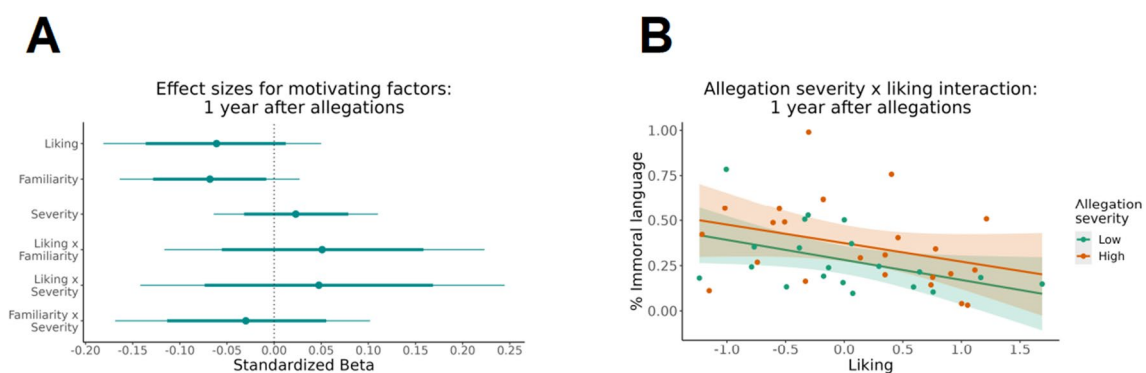 A
Effect sizes for motivating factors:
1 year after allegations
Liking
Familiarity
Severity
Liking x
Familiarity
Liking x
Severity
Familiarity x
Severity
-0.20 -0.15 -0.10 -0.05 0.00 0.05 0.10 0.15 0.20 0.25
Standardized Beta
B
Allegation severity x liking interaction:
1 year after allegations
% Immoral language
1.00
0.75
0.50
0.25
0.00
-1.0 -0.5 0.0 0.5 1.0 1.5
Liking
Allegation
severity
Low
High